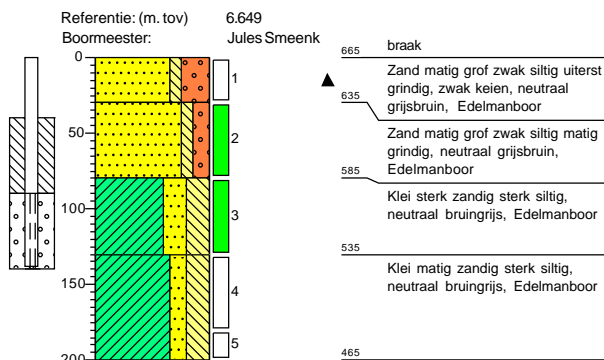 Referentie: (m. tov) 6.649
Boormeester: Jules Smeenk
0
50
100
150
200
1
2
3
4
5
665
braak
Zand matig grof zwak siltig uiterst
grindig, zwak keien, neutraal
grijsbruin, Edelmanboor
635
Zand matig grof zwak siltig matig
grindig, neutraal grijsbruin,
Edelmanboor
585
Klei sterk zandig sterk siltig,
neutraal bruingrijs, Edelmanboor
535
Klei matig zandig sterk siltig,
neutraal bruingrijs, Edelmanboor
465